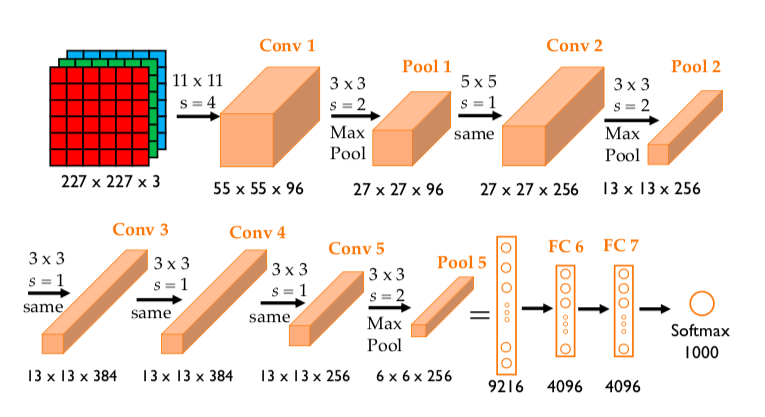 Conv 1
11 x 11
s = 4
3 x 3
s = 2
Max
Pool
Pool 1
5 x 5
s = 1
same
Conv 2
3 x 3
s = 2
Max
Pool
Pool 2
227 x 227 x 3
55 x 55 x 96
27 x 27 x 96
27 x 27 x 256
13 x 13 x 256
3 x 3
s = 1
same
Conv 3
3 x 3
s = 1
same
Conv 4
3 x 3
s = 1
same
Conv 5
3 x 3
s = 2
Max
Pool
Pool 5
=
FC 6
FC 7
Softmax
1000
13 x 13 x 384
13 x 13 x 384
13 x 13 x 256
6 x 6 x 256
9216
4096
4096